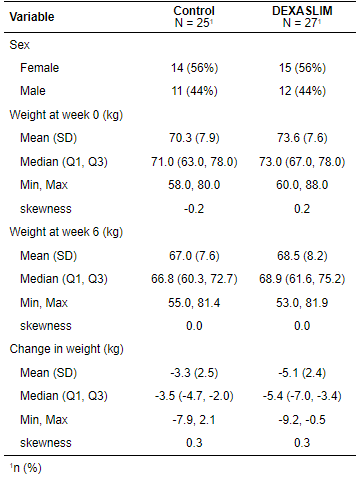 Variable Control N = 25¹ DEXASLIM N = 27¹
Sex
Female 14 (56%) 15 (56%)
Male 11 (44%) 12 (44%)
Weight at week 0 (kg)
Mean (SD) 70.3 (7.9) 73.6 (7.6)
Median (Q1, Q3) 71.0 (63.0, 78.0) 73.0 (67.0, 78.0)
Min, Max 58.0, 80.0 60.0, 88.0
skewness -0.2 0.2
Weight at week 6 (kg)
Mean (SD) 67.0 (7.6) 68.5 (8.2)
Median (Q1, Q3) 66.8 (60.3, 72.7) 68.9 (61.6, 75.2)
Min, Max 55.0, 81.4 53.0, 81.9
skewness 0.0 0.0
Change in weight (kg)
Mean (SD) -3.3 (2.5) -5.1 (2.4)
Median (Q1, Q3) -3.5 (-4.7, -2.0) -5.4 (-7.0, -3.4)
Min, Max -7.9, 2.1 -9.2, -0.5
skewness 0.3 0.3
¹n (%)